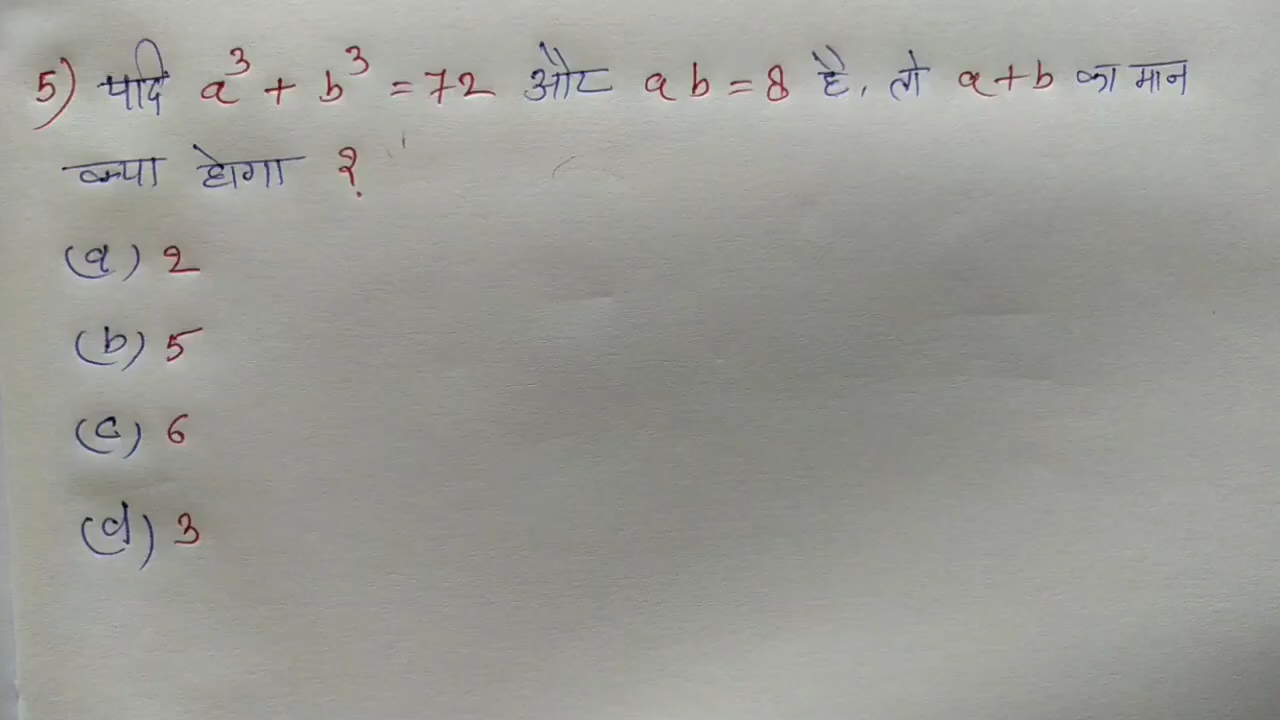 5) यदि a³ + b³ = 72 और ab = 8 है, तो a + b का मान
क्या होगा ?
(a) 2
(b) 5
(c) 6
(d) 3